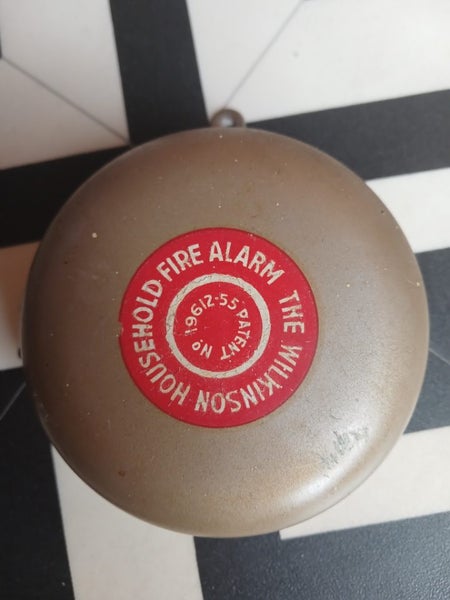 THE WILKINSON HOUSEHOLD FIRE ALARM
PATENT Nº 19612-55